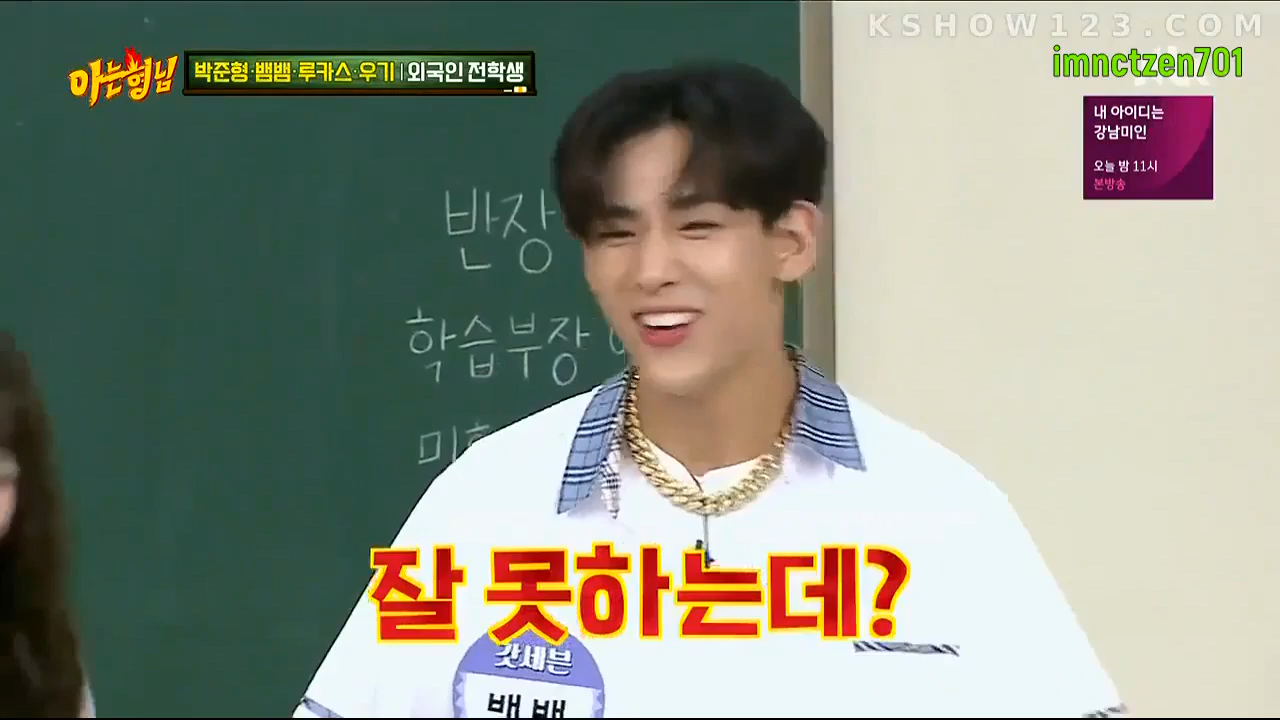 KSHOW123.COM
imnctzen701
아는형님
박준형·뱀뱀·루카스·우기 | 외국인 전학생
내 아이디는
강남미인
오늘 밤 11시
본방송
반장
학습부장
미
잘 못하는데?
갓세븐
뱀뱀